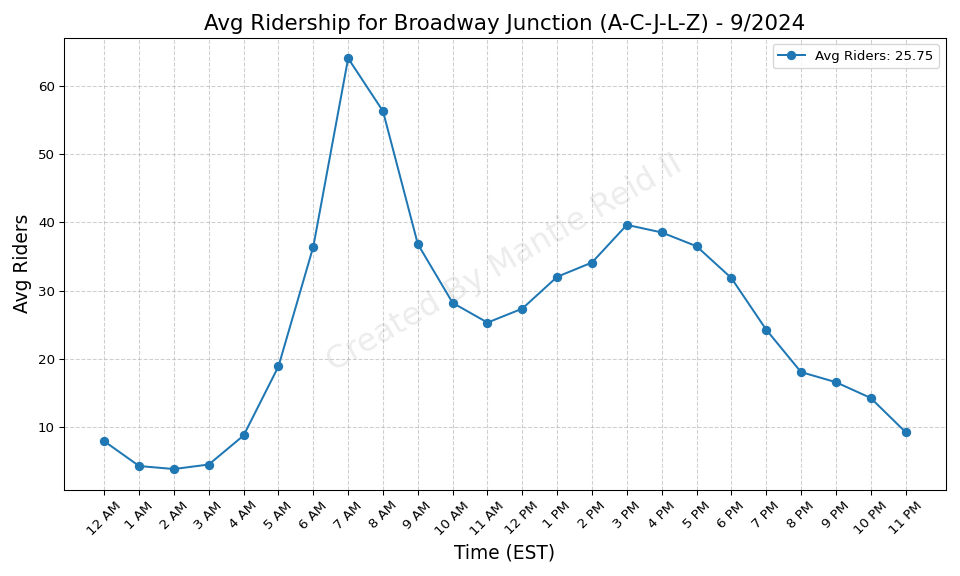 Avg Ridership for Broadway Junction (A-C-J-L-Z) - 9/2024
Avg Riders: 25.75
Avg Riders
60
50
40
30
20
10
Created By Mantle Reid II
12 AM
1 AM
2 AM
3 AM
4 AM
5 AM
6 AM
7 AM
8 AM
9 AM
10 AM
11 AM
12 PM
1 PM
2 PM
3 PM
4 PM
5 PM
6 PM
7 PM
8 PM
9 PM
10 PM
11 PM
Time (EST)